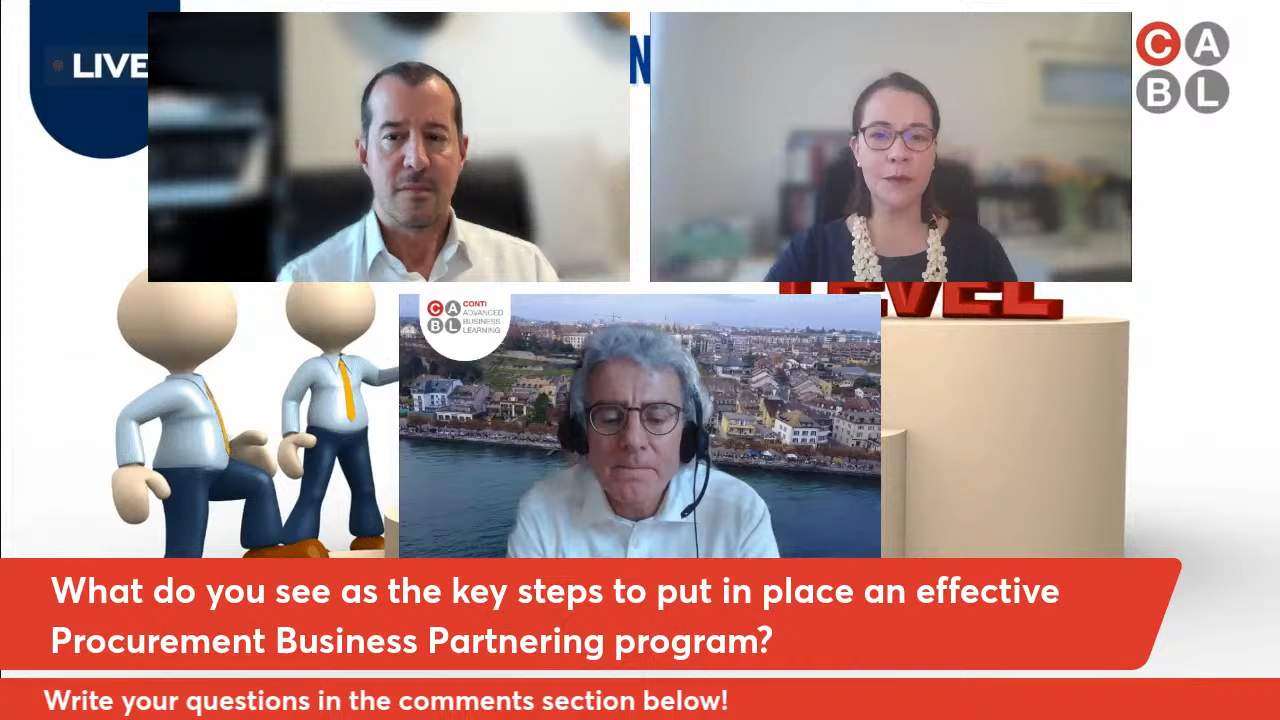 LIVE
N
C A
B L
CONTI
ADVANCED
BUSINESS
LEARNING
C A
B L
LEVEL
What do you see as the key steps to put in place an effective
Procurement Business Partnering program?
Write your questions in the comments section below!